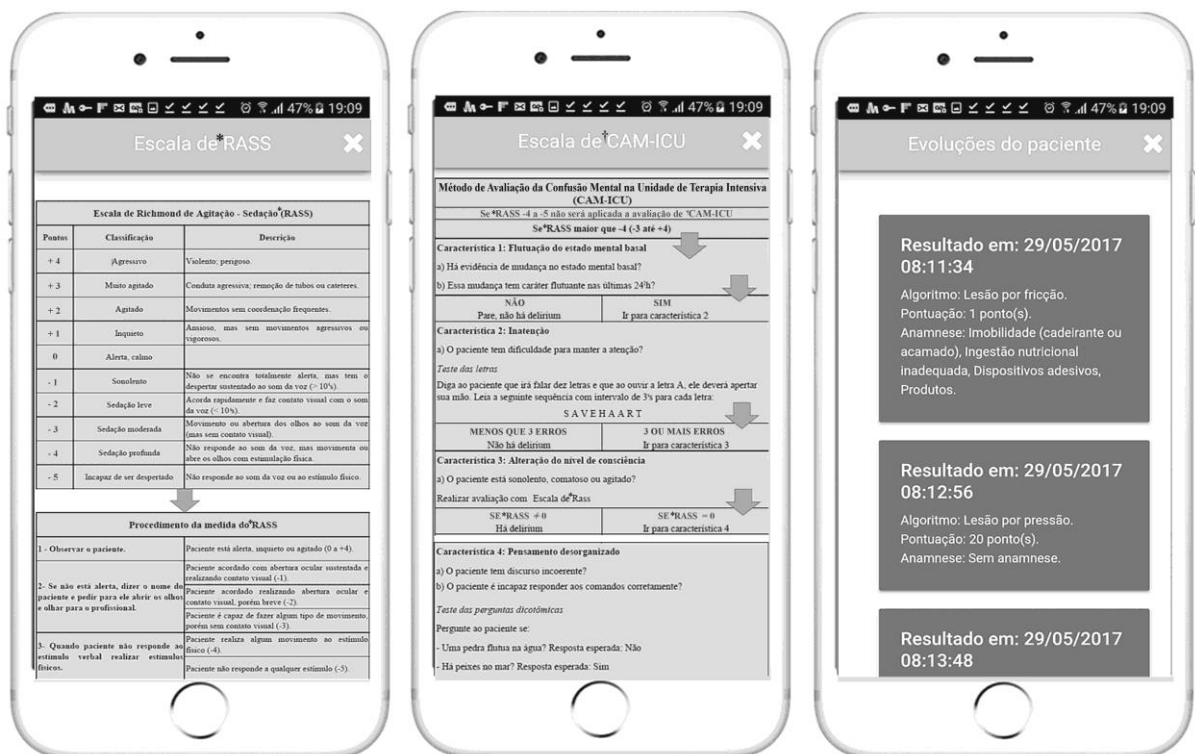 47% 19:09
Escala de *RASS
Escala de Richmond de Agitação - Sedação*(RASS)
Pontos Classificação Descrição
+ 4 Agressivo Violento; perigoso.
+ 3 Muito agitado Conduta agressiva; remoção de tubos ou cateteres.
+ 2 Agitado Movimentos sem coordenação frequentes.
+ 1 Inquieto Ansioso, mas sem movimentos agressivos ou
vigorosos.
0 Alerta, calmo
- 1 Sonolento Não se encontra totalmente alerta, mas tem o
despertar sustentado ao som da voz (> 10's).
- 2 Sedação leve Acorda rapidamente e faz contato visual com o som
da voz (< 10's).
- 3 Sedação moderada Movimento ou abertura dos olhos ao som da voz
(mas sem contato visual).
- 4 Sedação profunda Não responde ao som da voz, mas movimenta ou
abre os olhos com estimulação física.
- 5 Incapaz de ser despertado Não responde ao som da voz ou ao estímulo físico.
Procedimento da medida do*RASS
1 - Observar o paciente. Paciente está alerta, inquieto ou agitado (0 a +4).
2- Se não está alerta, dizer o nome do
paciente e pedir para ele abrir os olhos
e olhar para o profissional.
Paciente acordado com abertura ocular sustentada e
realizando contato visual (-1).
Paciente acordado realizando abertura ocular e
contato visual, porém breve (-2).
Paciente é capaz de fazer algum tipo de movimento,
porém sem contato visual (-3).
3- Quando paciente não responde ao
estímulo verbal realizar estímulos
físicos.
Paciente realiza algum movimento ao estímulo
físico (-4).
Paciente não responde a qualquer estímulo (-5).
47% 19:09
Escala de †CAM-ICU
Método de Avaliação da Confusão Mental na Unidade de Terapia Intensiva
(CAM-ICU)
Se *RASS -4 a -5 não será aplicada a avaliação de †CAM-ICU
Se*RASS maior que -4 (-3 até +4)
Característica 1: Flutuação do estado mental basal
a) Há evidência de mudança no estado mental basal?
b) Essa mudança tem caráter flutuante nas últimas 24²h?
NÃO SIM
Pare, não há delirium Ir para característica 2
Característica 2: Inatenção
a) O paciente tem dificuldade para manter a atenção?
Teste das letras
Diga ao paciente que irá falar dez letras e que ao ouvir a letra A, ele deverá apertar
sua mão. Leia a seguinte sequência com intervalo de 3's para cada letra:
S A V E H A A R T
MENOS QUE 3 ERROS 3 OU MAIS ERROS
Não há delirium Ir para característica 3
Característica 3: Alteração do nível de consciência
a) O paciente está sonolento, comatoso ou agitado?
Realizar avaliação com Escala de*Rass
SE*RASS ≠ 0 SE*RASS = 0
Há delirium Ir para característica 4
Característica 4: Pensamento desorganizado
a) O paciente tem discurso incoerente?
b) O paciente é incapaz responder aos comandos corretamente?
Teste das perguntas dicotômicas
Pergunte ao paciente se:
- Uma pedra flutua na água? Resposta esperada: Não
- Há peixes no mar? Resposta esperada: Sim
47% 19:09
Evoluções do paciente
Resultado em: 29/05/2017
08:11:34
Algoritmo: Lesão por fricção.
Pontuação: 1 ponto(s).
Anamnese: Imobilidade (cadeirante ou
acamado), Ingestão nutricional
inadequada, Dispositivos adesivos,
Produtos.
Resultado em: 29/05/2017
08:12:56
Algoritmo: Lesão por pressão.
Pontuação: 20 ponto(s).
Anamnese: Sem anamnese.
Resultado em: 29/05/2017
08:13:48